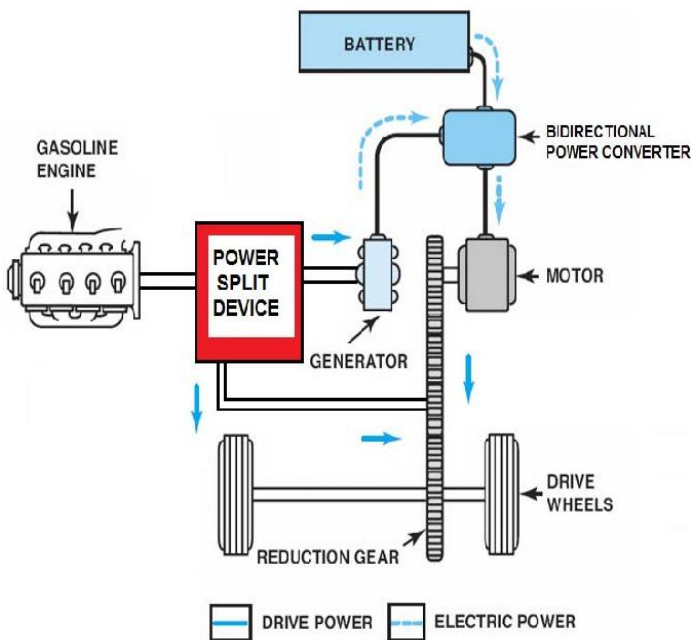 BATTERY
GASOLINE
ENGINE
BIDIRECTIONAL
POWER CONVERTER
POWER
SPLIT
DEVICE
MOTOR
GENERATOR
DRIVE
WHEELS
REDUCTION GEAR
DRIVE POWER
ELECTRIC POWER